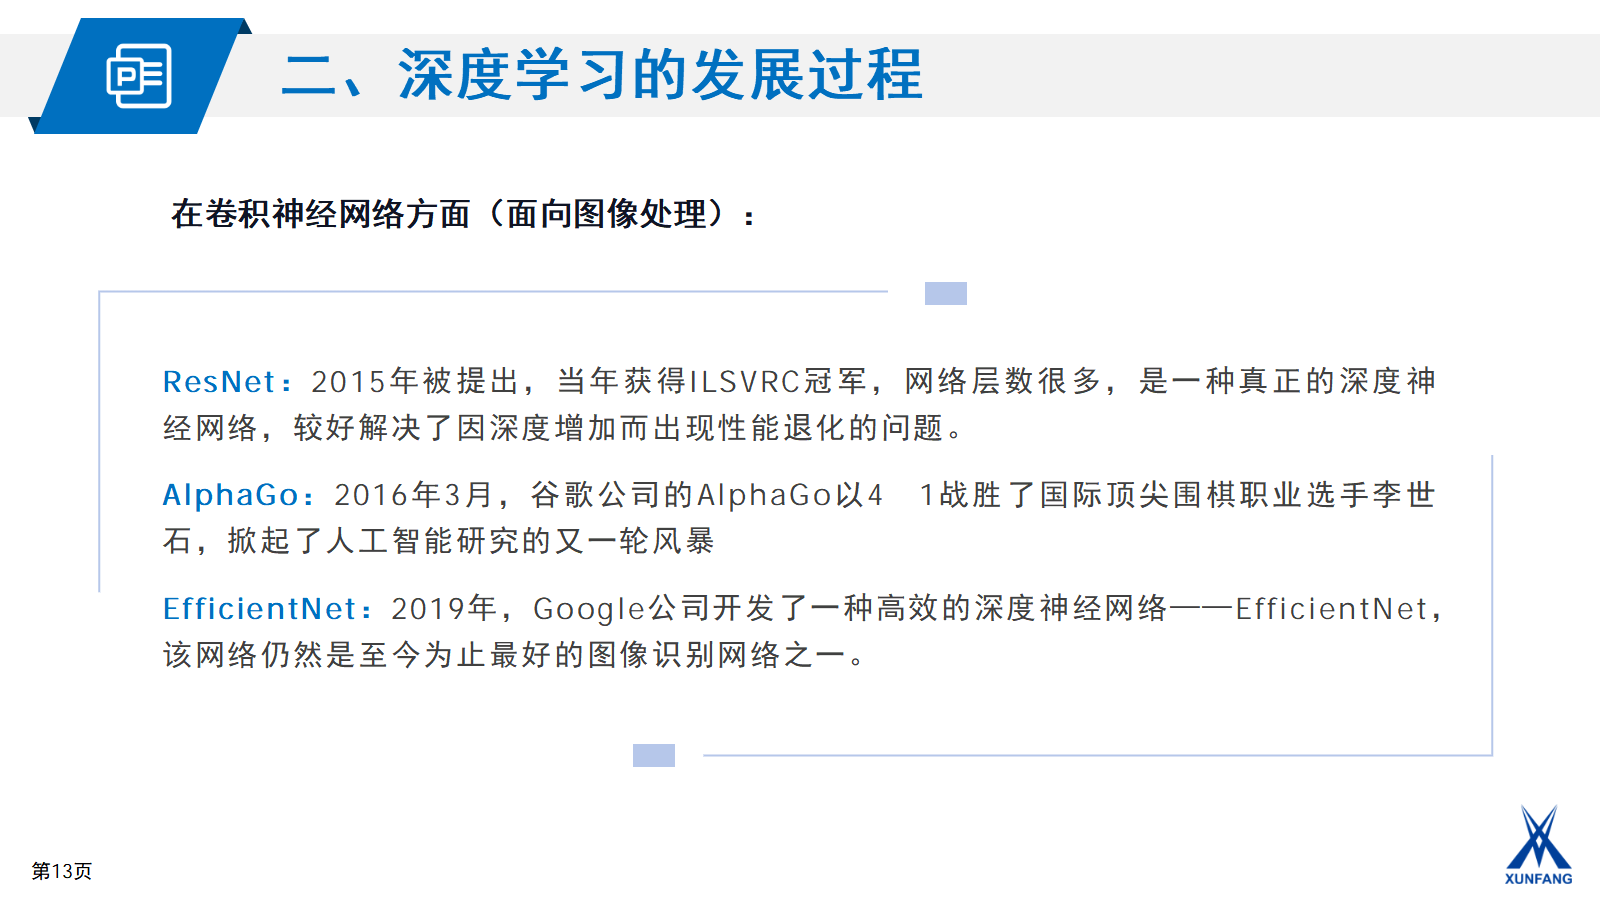 二、深度学习的发展过程
在卷积神经网络方面（面向图像处理）：
ResNet：2015年被提出，当年获得ILSVRC冠军，网络层数很多，是一种真正的深度神
经网络，较好解决了因深度增加而出现性能退化的问题。
AlphaGo：2016年3月，谷歌公司的AlphaGo以4 1战胜了国际顶尖围棋职业选手李世
石，掀起了人工智能研究的又一轮风暴
EfficientNet：2019年，Google公司开发了一种高效的深度神经网络——EfficientNet，
该网络仍然是至今为止最好的图像识别网络之一。
第13页
XUNFANG